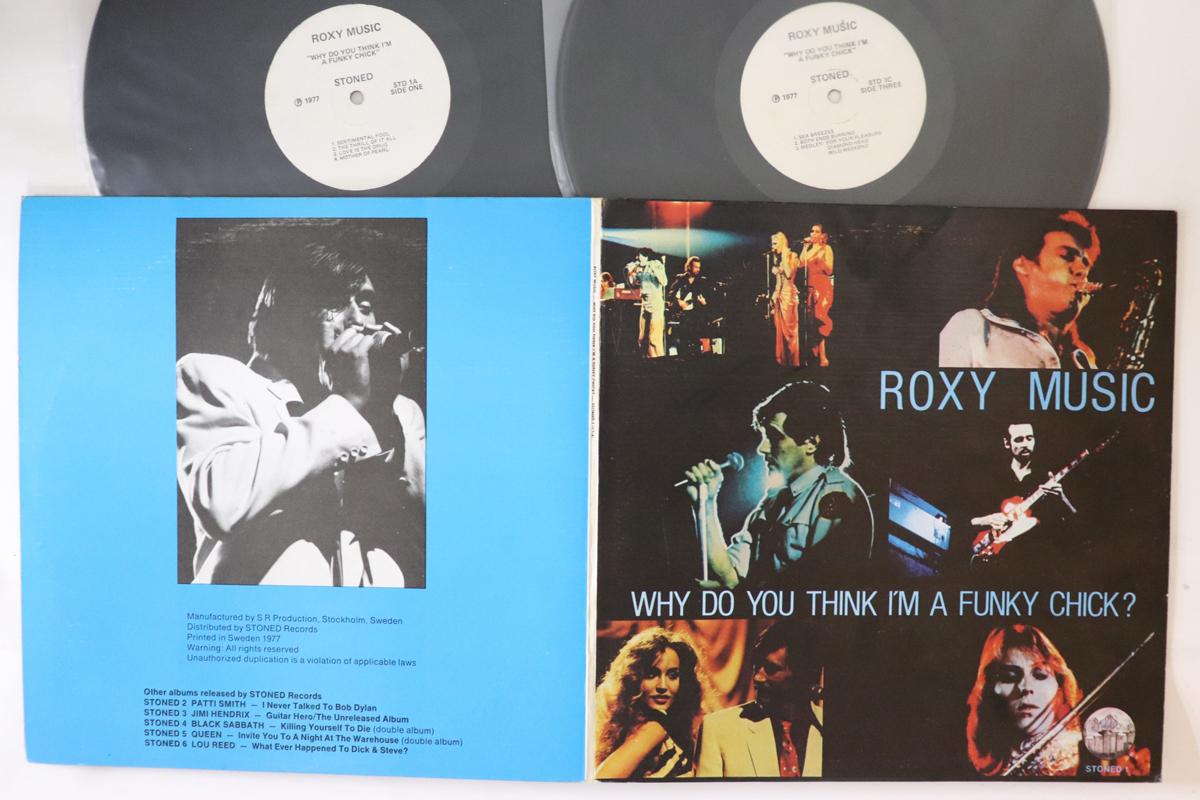 ROXY MUSIC
"WHY DO YOU THINK I'M
A FUNKY CHICK"
STONED
℗ 1977
STD 1A
SIDE ONE
1. SENTIMENTAL FOOL
2. THE THRILL OF IT ALL
3. LOVE IS THE DRUG
4. MOTHER OF PEARL
ROXY MUSIC
"WHY DO YOU THINK I'M
A FUNKY CHICK"
STONED
℗ 1977
STD 1C
SIDE THREE
1. SEA BREEZES
2. BOTH ENDS BURNING
3. MEDLEY: FOR YOUR PLEASURE
DIAMOND HEAD
WILD WEEKEND
Manufactured by S R Production, Stockholm, Sweden
Distributed by STONED Records
Printed in Sweden 1977
Warning: All rights reserved
Unauthorized duplication is a violation of applicable laws
Other albums released by STONED Records
STONED 2 PATTI SMITH — I Never Talked To Bob Dylan
STONED 3 JIMI HENDRIX — Guitar Hero/The Unreleased Album
STONED 4 BLACK SABBATH — Killing Yourself To Die (double album)
STONED 5 QUEEN — Invite You To A Night At The Warehouse (double album)
STONED 6 LOU REED — What Ever Happened To Dick & Steve?
ROXY MUSIC
WHY DO YOU THINK I'M A FUNKY CHICK?
STONED 1